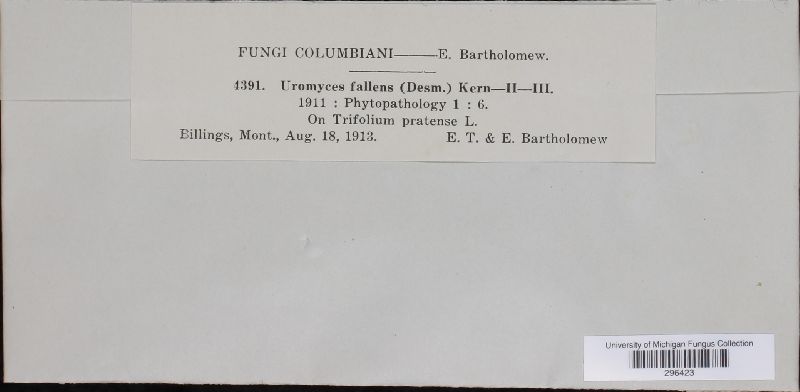 FUNGI COLUMBIANI——E. Bartholomew.
4391. Uromyces fallens (Desm.) Kern—II—III.
1911 : Phytopathology 1 : 6.
On Trifolium pratense L.
Billings, Mont., Aug. 18, 1913. E. T. & E. Bartholomew
University of Michigan Fungus Collection
296423